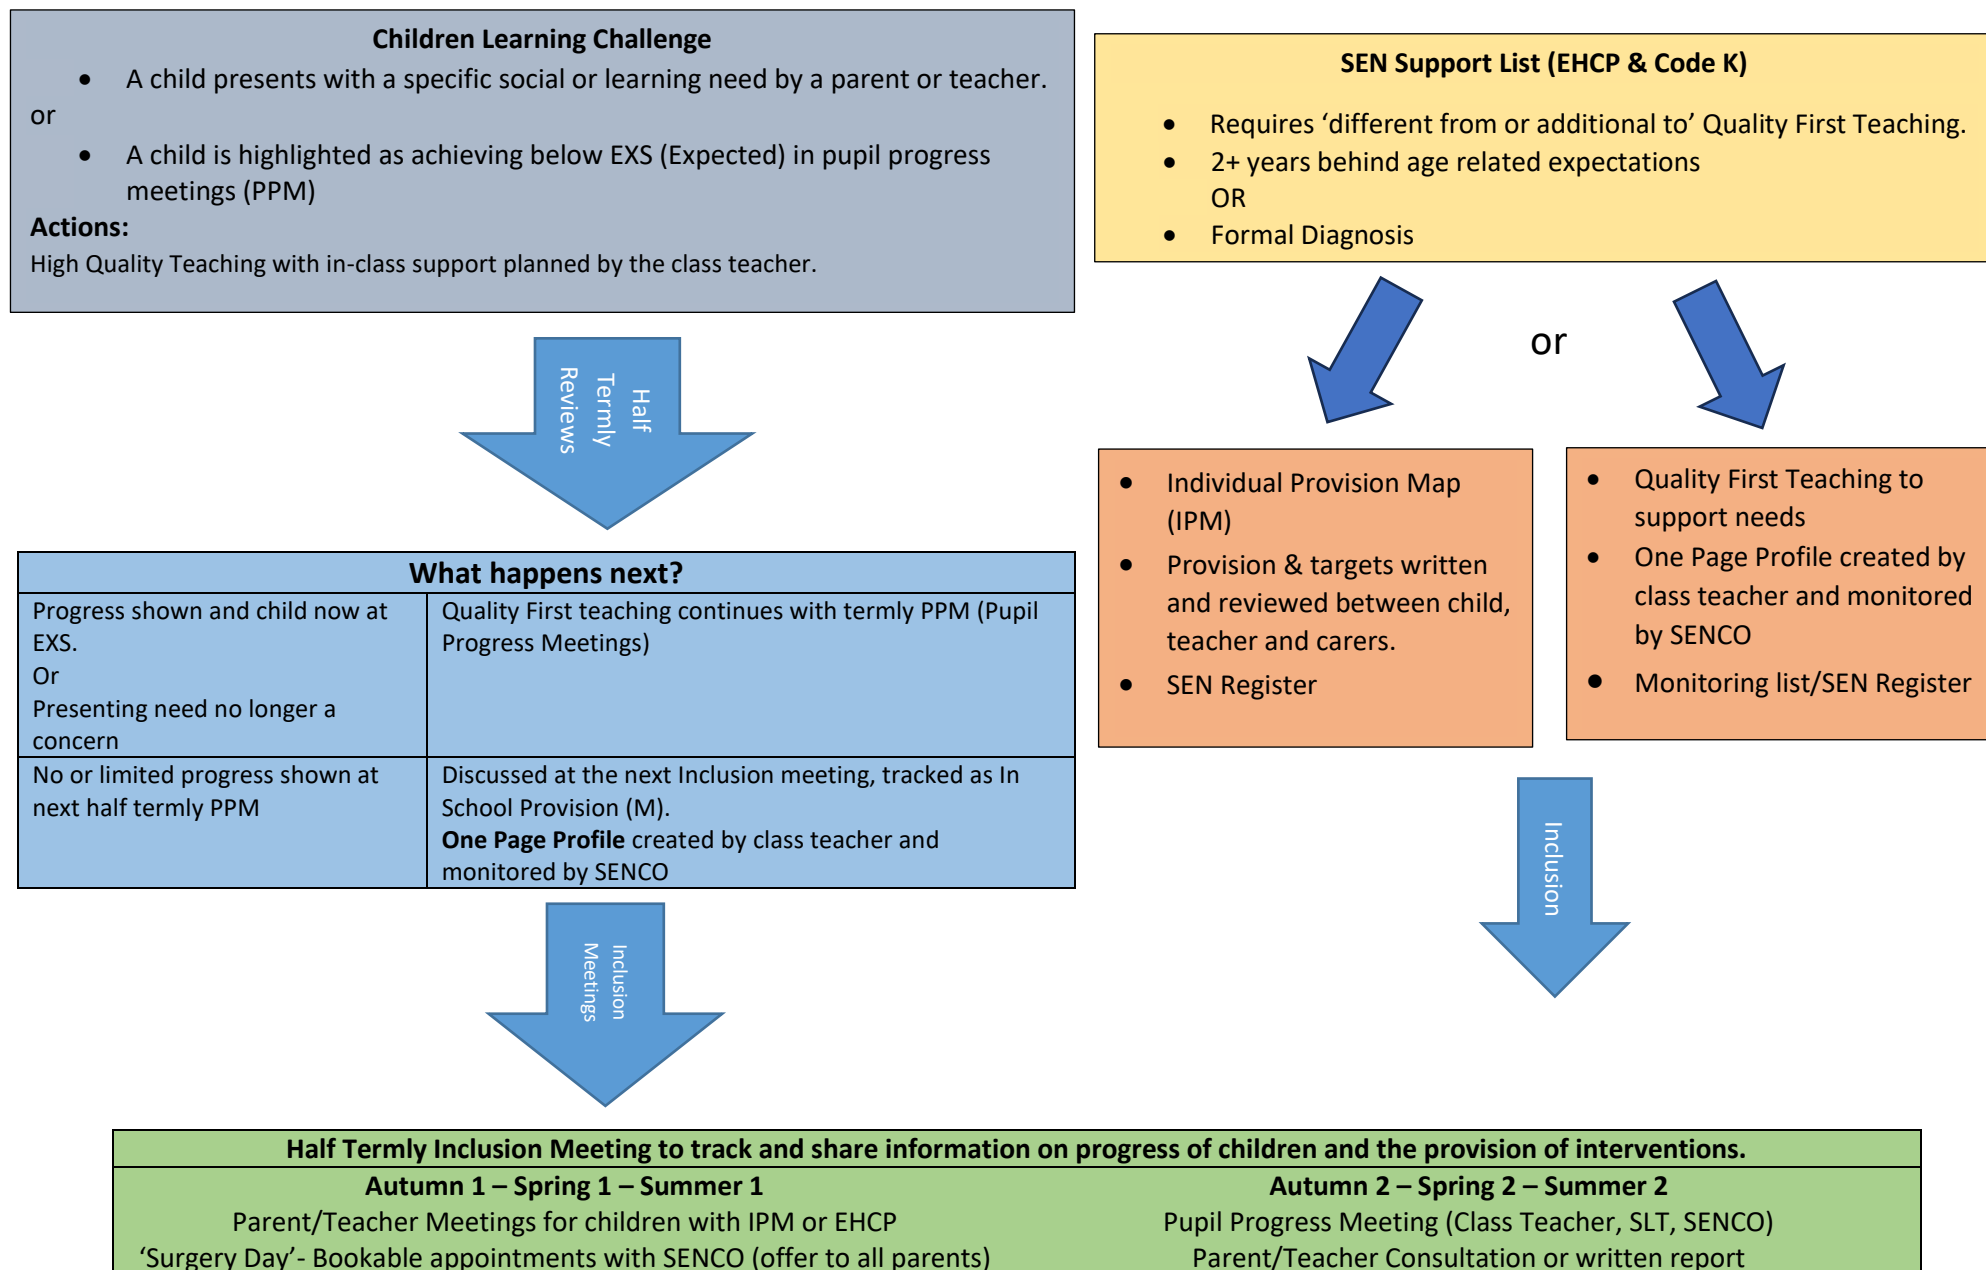 Children Learning Challenge
• A child presents with a specific social or learning need by a parent or teacher.
or
• A child is highlighted as achieving below EXS (Expected) in pupil progress
meetings (PPM)
Actions:
High Quality Teaching with in-class support planned by the class teacher.
Half
Termly
Reviews
What happens next?
Progress shown and child now at
EXS.
Or
Presenting need no longer a
concern
Quality First teaching continues with termly PPM (Pupil
Progress Meetings)
No or limited progress shown at
next half termly PPM
Discussed at the next Inclusion meeting, tracked as In
School Provision (M).
One Page Profile created by class teacher and
monitored by SENCO
Inclusion
Meetings
SEN Support List (EHCP & Code K)
• Requires ‘different from or additional to’ Quality First Teaching.
• 2+ years behind age related expectations
OR
• Formal Diagnosis
or
• Individual Provision Map
(IPM)
• Provision & targets written
and reviewed between child,
teacher and carers.
• SEN Register
• Quality First Teaching to
support needs
• One Page Profile created by
class teacher and monitored
by SENCO
• Monitoring list/SEN Register
Inclusion
Half Termly Inclusion Meeting to track and share information on progress of children and the provision of interventions.
Autumn 1 – Spring 1 – Summer 1
Parent/Teacher Meetings for children with IPM or EHCP
‘Surgery Day’- Bookable appointments with SENCO (offer to all parents)
Autumn 2 – Spring 2 – Summer 2
Pupil Progress Meeting (Class Teacher, SLT, SENCO)
Parent/Teacher Consultation or written report